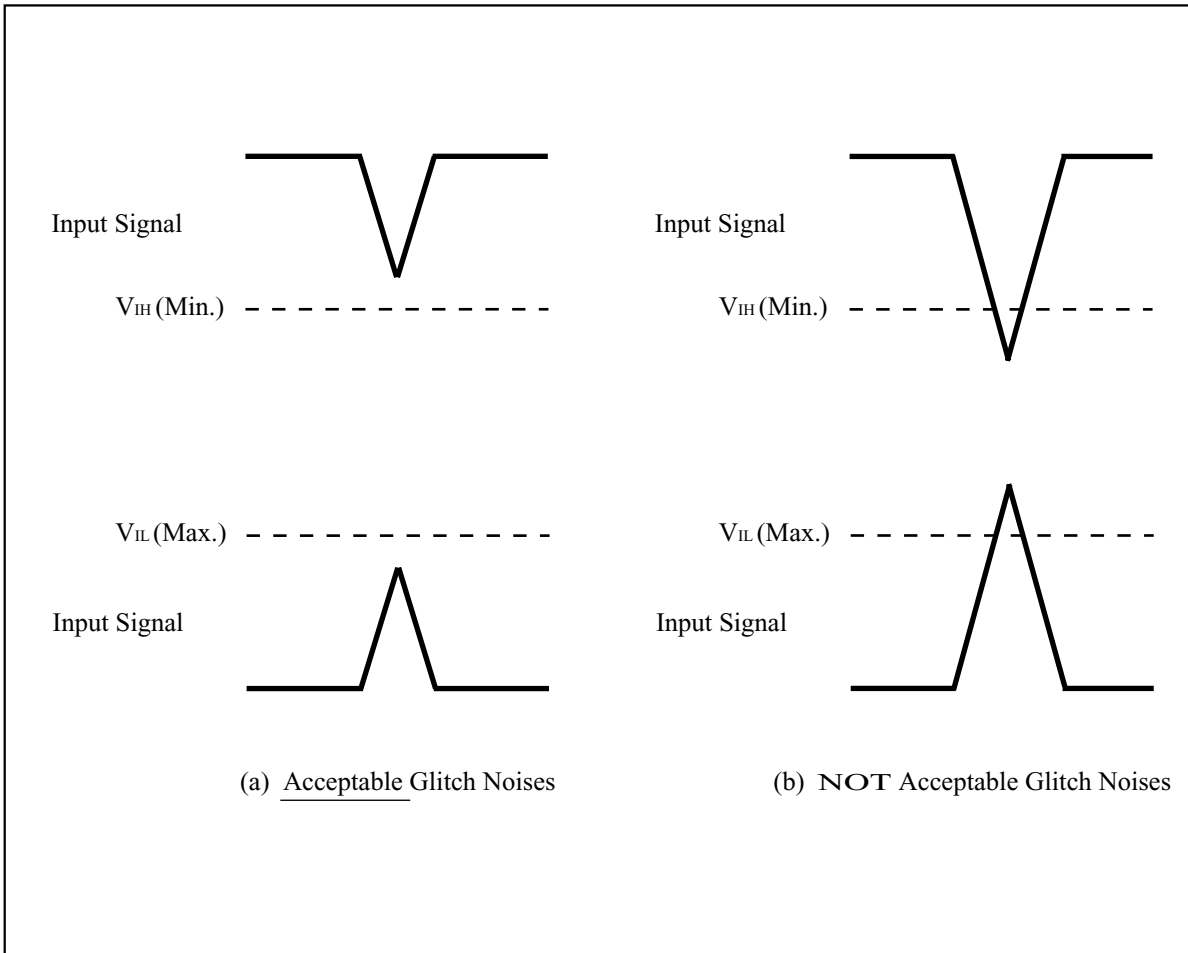 Input Signal
VIH (Min.)
VIL (Max.)
Input Signal
(a) Acceptable Glitch Noises
Input Signal
VIH (Min.)
VIL (Max.)
Input Signal
(b) NOT Acceptable Glitch Noises